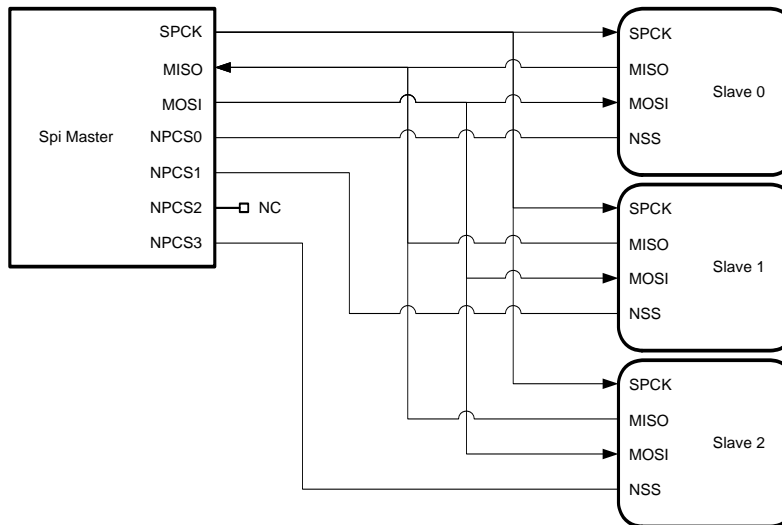 Spi Master
SPCK
MISO
MOSI
NPCS0
NPCS1
NPCS2
NPCS3
NC
SPCK
MISO
MOSI
NSS
Slave 0
SPCK
MISO
MOSI
NSS
Slave 1
SPCK
MISO
MOSI
NSS
Slave 2